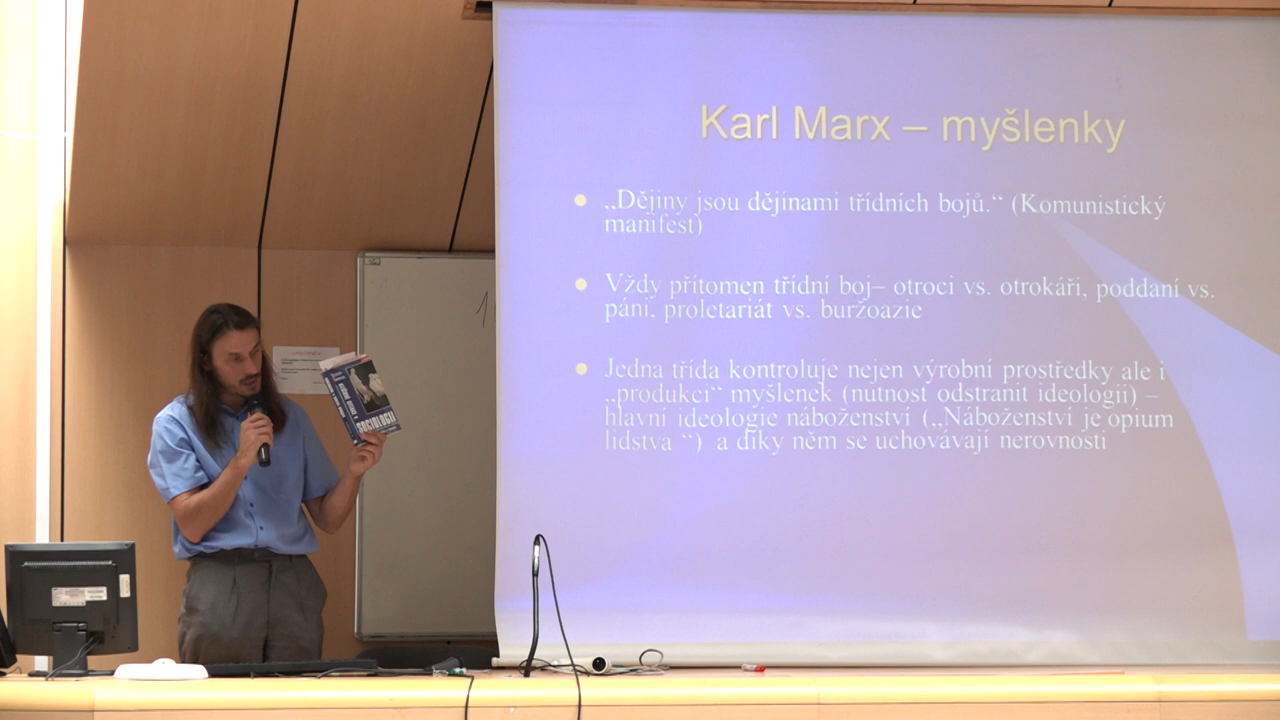 Karl Marx – myšlenky
„Dějiny jsou dějinami třídních bojů.“ (Komunistický
manifest)
Vždy přítomen třídní boj– otroci vs. otrokáři, poddaní vs.
páni, proletariát vs. buržoazie
Jedna třída kontroluje nejen výrobní prostředky ale i
„produkci“ myšlenek (nutnost odstranit ideologii) –
hlavní ideologie náboženství („Náboženství je opium
lidstva “) a díky něm se uchovávají nerovnosti
SOCIOLOGII